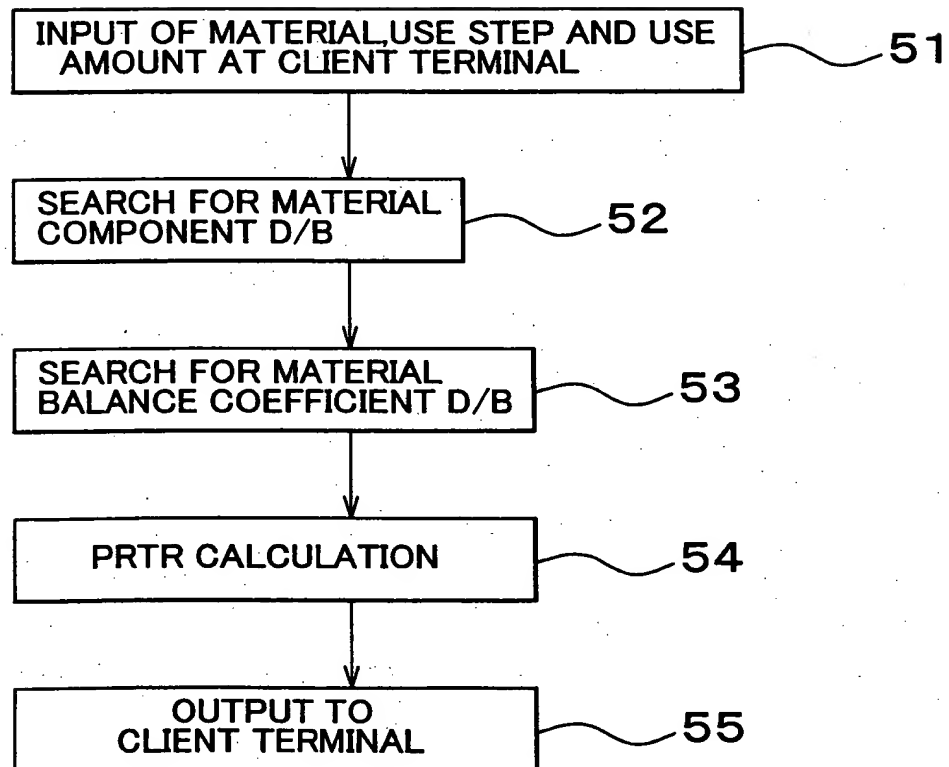 INPUT OF MATERIAL,USE STEP AND USE
AMOUNT AT CLIENT TERMINAL
51
SEARCH FOR MATERIAL
COMPONENT D/B
52
SEARCH FOR MATERIAL
BALANCE COEFFICIENT D/B
53
PRTR CALCULATION
54
OUTPUT TO
CLIENT TERMINAL
55